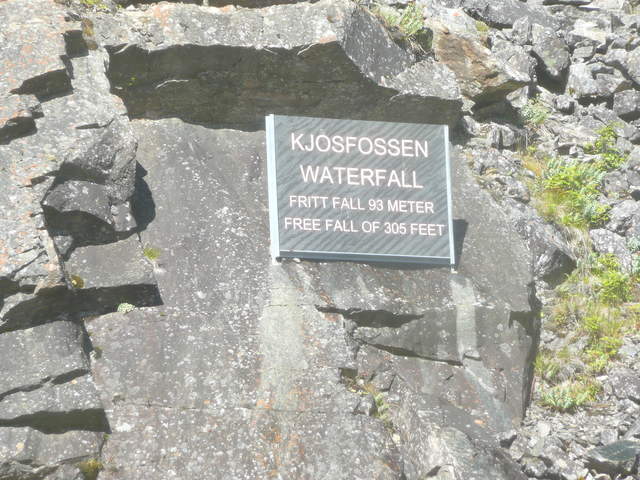 KJOSFOSSEN
WATERFALL
FRITT FALL 93 METER
FREE FALL OF 305 FEET